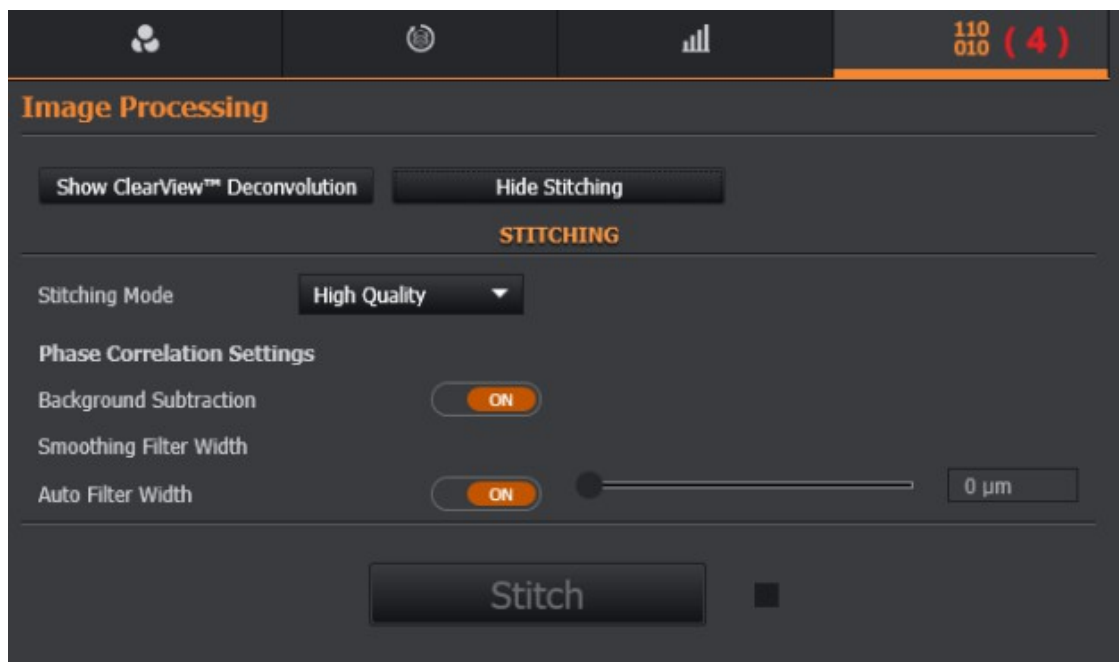 110
010 (4)
Image Processing
Show ClearView™ Deconvolution Hide Stitching
STITCHING
Stitching Mode High Quality
Phase Correlation Settings
Background Subtraction ON
Smoothing Filter Width
Auto Filter Width ON 0 µm
Stitch